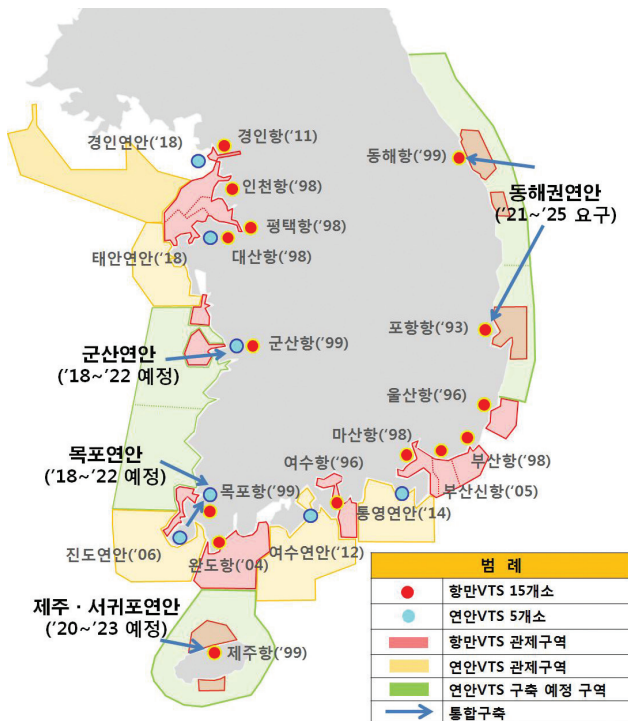 경인항('11)
경인연안('18)
동해항('99)
인천항('98)
동해권연안
('21~'25 요구)
평택항('98)
태안연안('18)
대산항('98)
포항항('93)
군산항('99)
군산연안
('18~'22 예정)
울산항('96)
마산항('98)
목포연안
('18~'22 예정)
여수항('96)
부산항('98)
목포항('99)
부산신항('05)
통영연안('14)
진도연안('06)
완도항('04)
여수연안('12)
제주 · 서귀포연안
('20~'23 예정)
제주항('99)
범 례
항만VTS 15개소
연안VTS 5개소
항만VTS 관제구역
연안VTS 관제구역
연안VTS 구축 예정 구역
통합구축